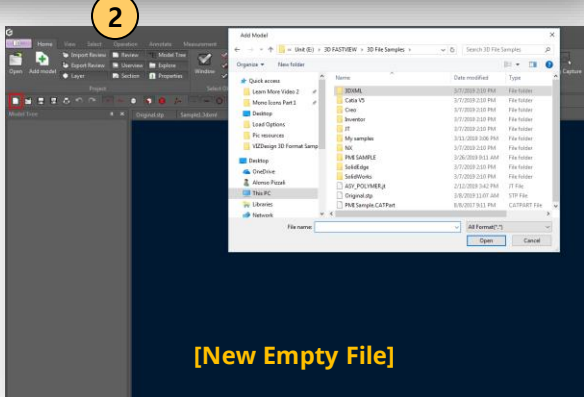 2
Add Model
Unit (E:) > 3D FASTVIEW > 3D File Samples >
Search 3D File Samples
Home View Select Operation Annotate Measurement
Import Review Review Model Tree
Export Review Unerview Explore
Open Add model Layer Section Properties Window Capture
Project
Organize New folder
Model Tree
Original.stp Sample1.3dxml
Quick access
Learn More Video 2
Mono Icons Part 1
Desktop
Load Options
Pic resources
VIZDesign 3D Format Samp
Desktop
OneDrive
Alonso Pizzali
This PC
Libraries
Network
Name Date modified Type
3DXML 3/7/2019 2:10 PM File folder
Catia V5 3/7/2019 2:10 PM File folder
Creo 3/7/2019 2:10 PM File folder
Inventor 3/7/2019 2:10 PM File folder
JT 3/7/2019 2:10 PM File folder
My samples 3/11/2019 3:06 PM File folder
NX 3/7/2019 2:10 PM File folder
PMI SAMPLE 3/26/2019 9:11 AM File folder
SolidEdge 3/7/2019 2:10 PM File folder
SolidWorks 3/7/2019 2:10 PM File folder
ASY_POLYMER.jt 2/12/2019 3:42 PM JT File
Original.stp 3/8/2019 11:07 AM STP File
PMI Sample.CATPart 8/8/2017 9:11 PM CATPART File
File name: All Format(*.*)
Open Cancel
[New Empty File]